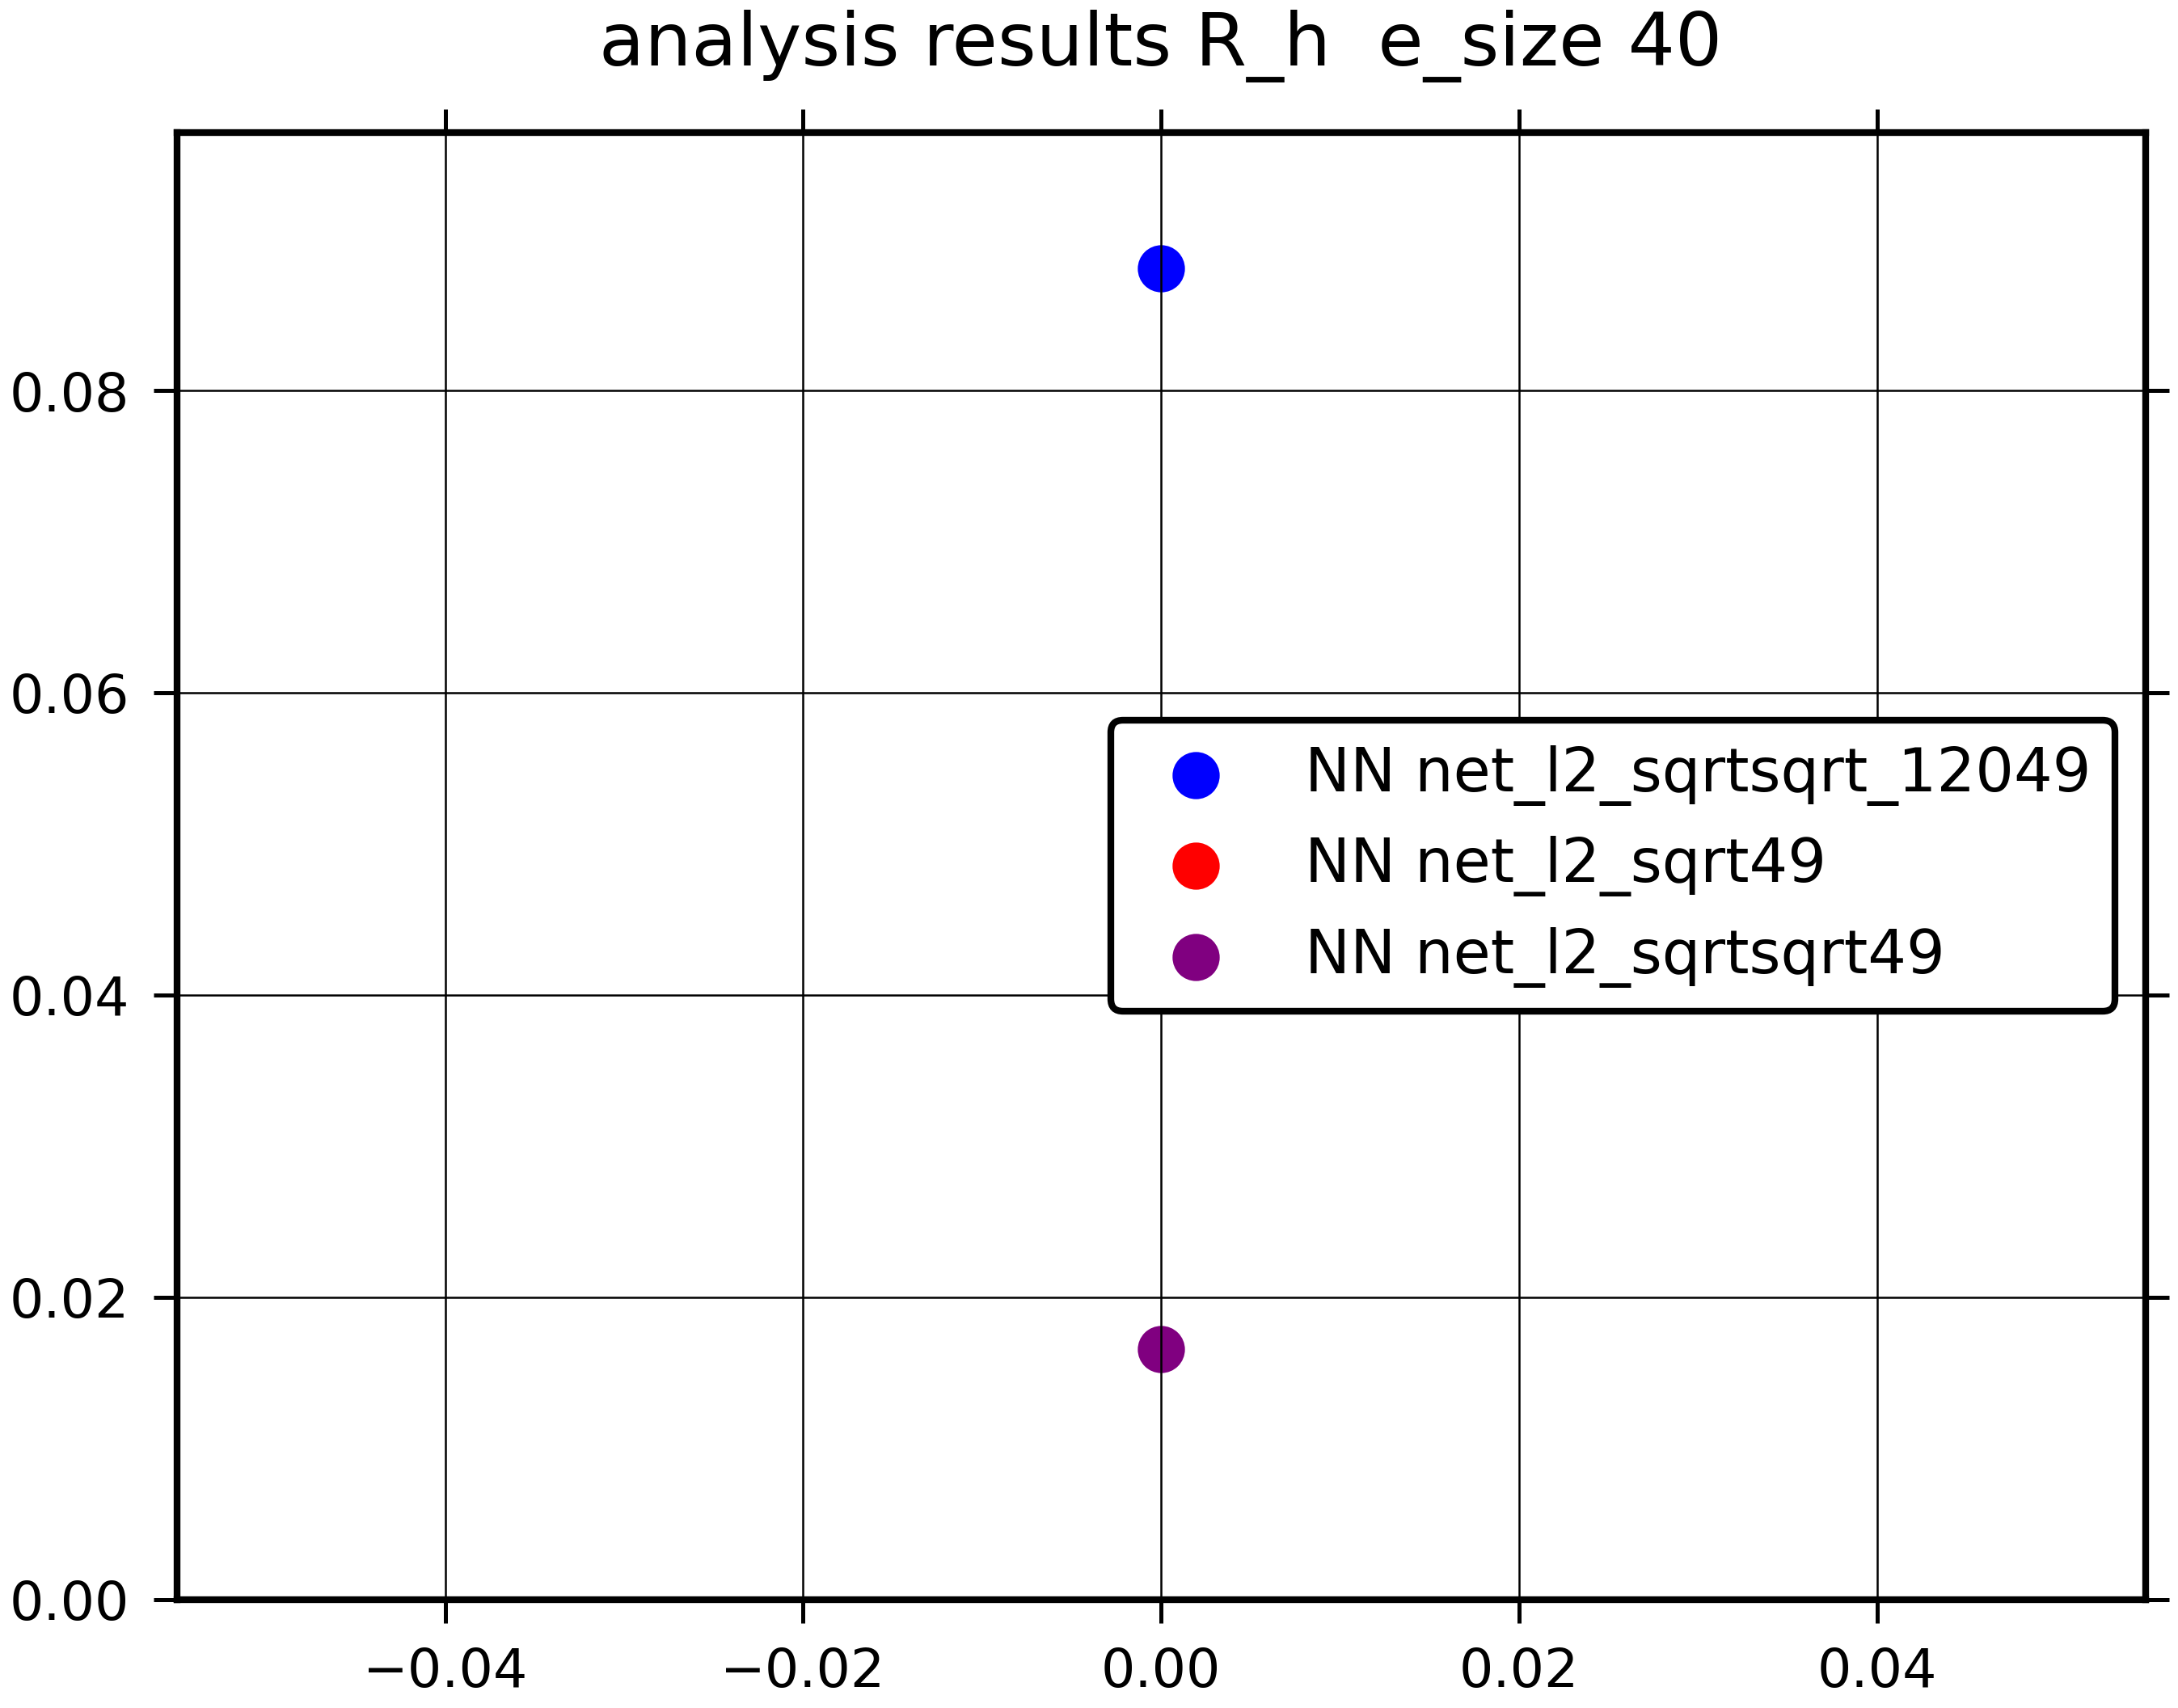 analysis results R_h  e_size 40
0.08
0.06
0.04
0.02
0.00
NN net_l2_sqrtsqrt_12049
NN net_l2_sqrt49
NN net_l2_sqrtsqrt49
−0.04 −0.02 0.00 0.02 0.04